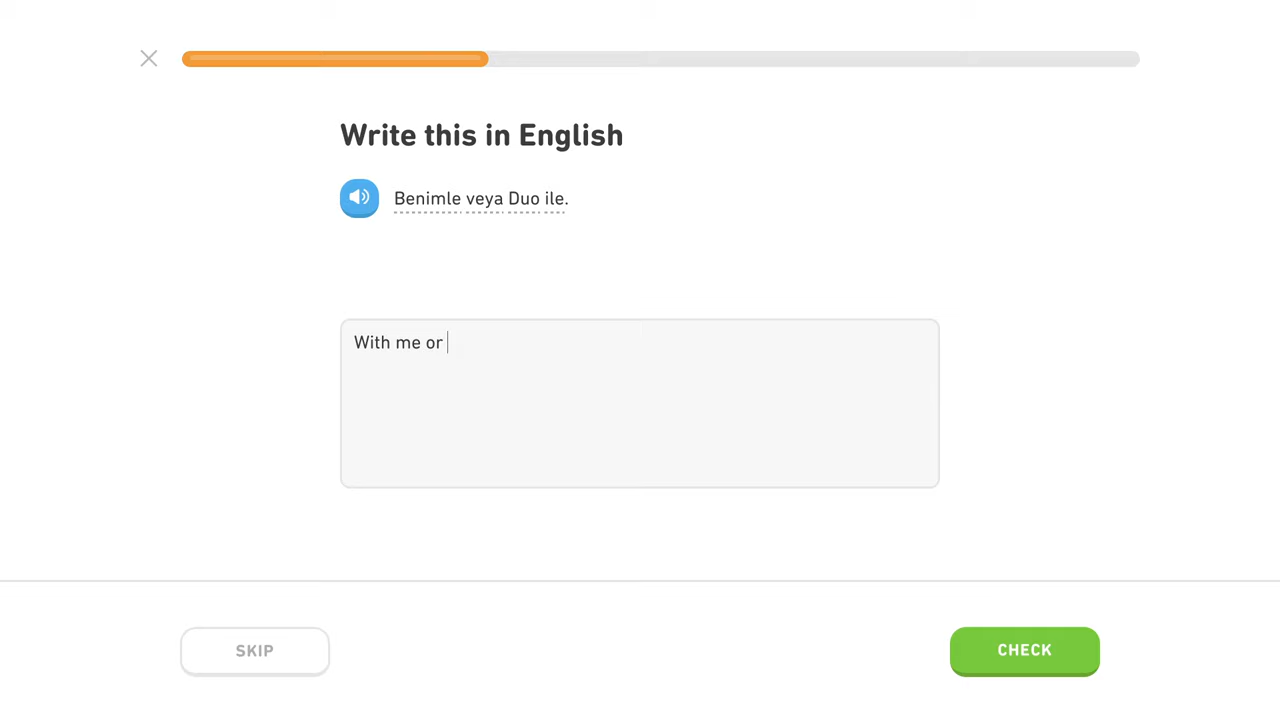 Write this in English
Benimle veya Duo ile.
With me or
SKIP
CHECK